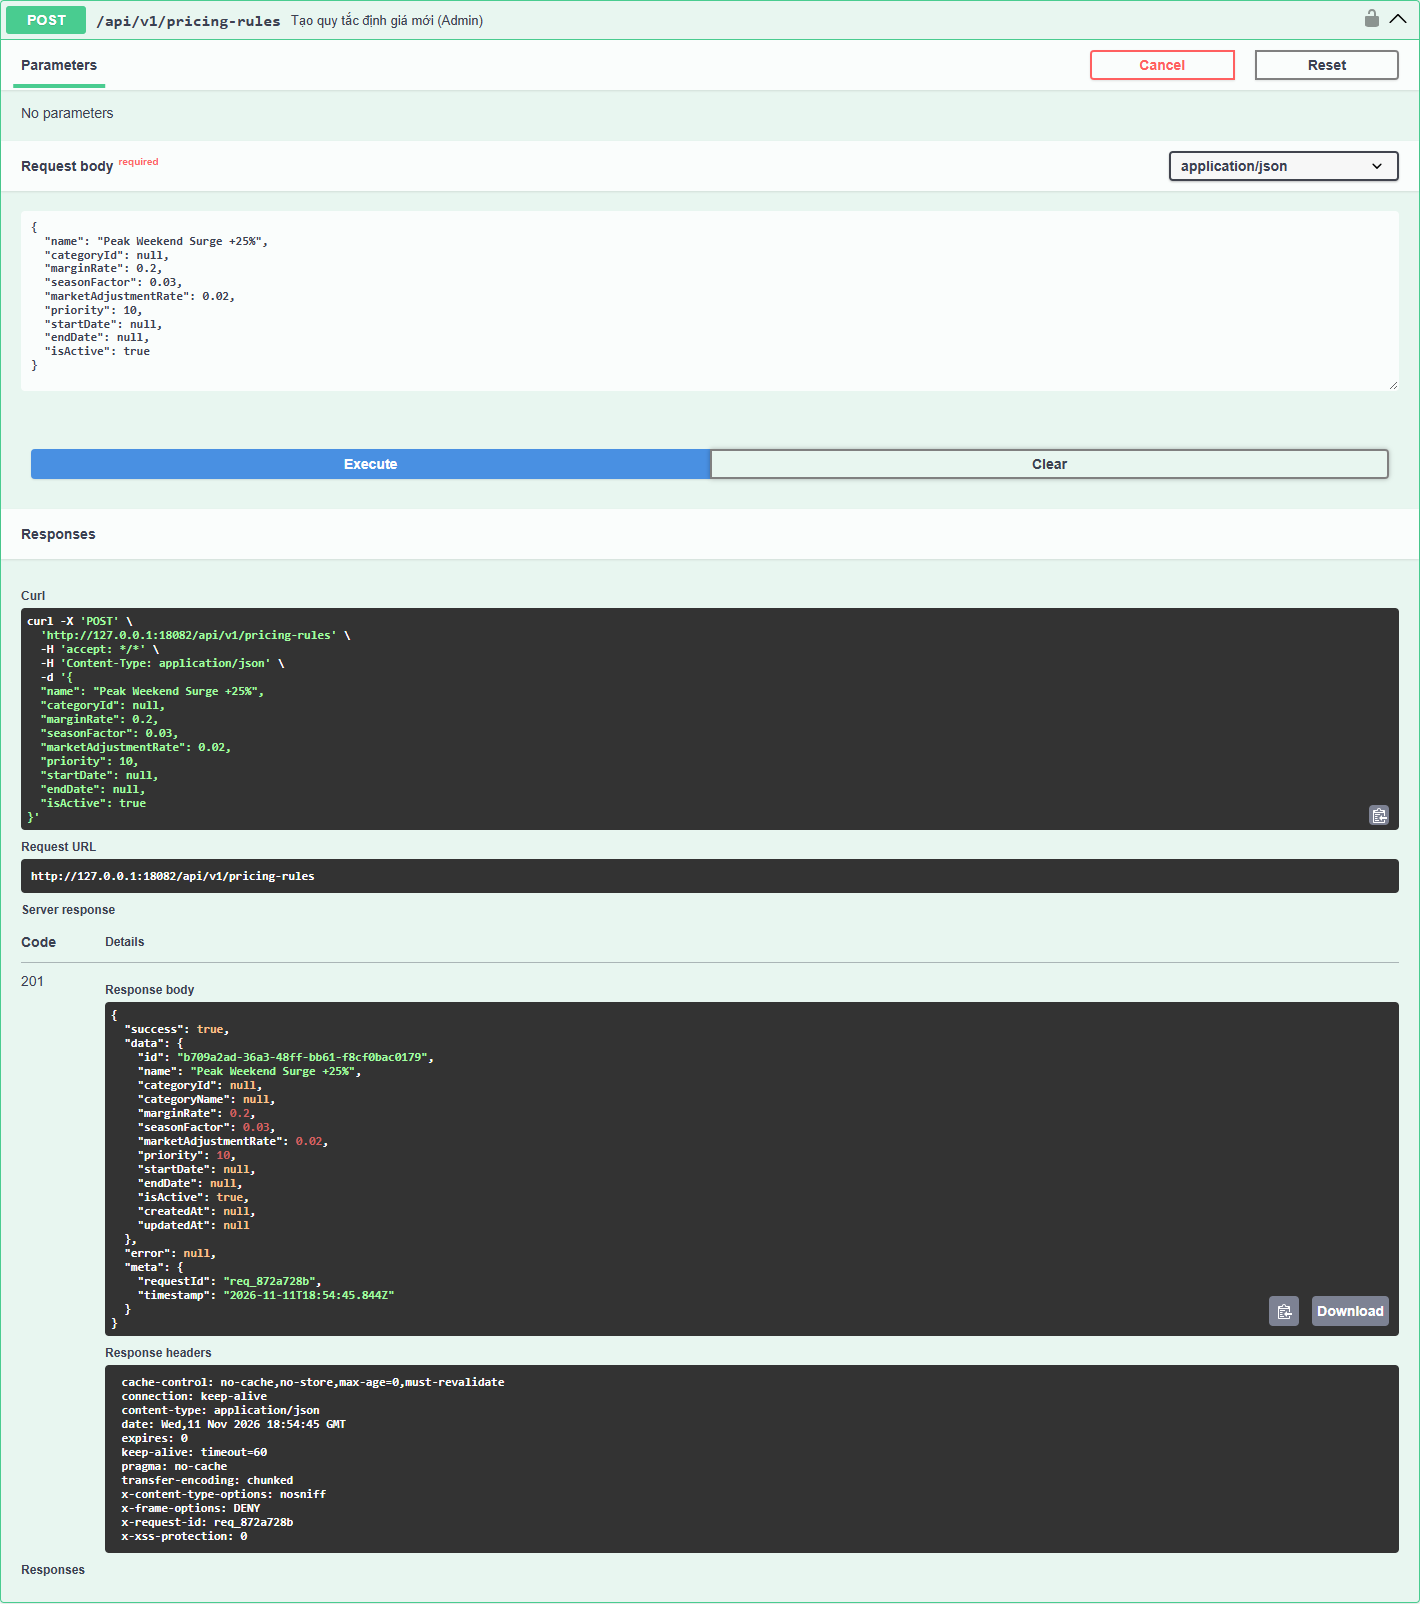 POST /api/v1/pricing-rules Tạo quy tắc định giá mới (Admin)
Parameters
Cancel
Reset
No parameters
Request body required
application/json
{
  "name": "Peak Weekend Surge +25%",
  "categoryId": null,
  "marginRate": 0.2,
  "seasonFactor": 0.03,
  "marketAdjustmentRate": 0.02,
  "priority": 10,
  "startDate": null,
  "endDate": null,
  "isActive": true
}
Execute
Clear
Responses
Curl
curl -X 'POST' \
  'http://127.0.0.1:18082/api/v1/pricing-rules' \
  -H 'accept: */*' \
  -H 'Content-Type: application/json' \
  -d '{
  "name": "Peak Weekend Surge +25%",
  "categoryId": null,
  "marginRate": 0.2,
  "seasonFactor": 0.03,
  "marketAdjustmentRate": 0.02,
  "priority": 10,
  "startDate": null,
  "endDate": null,
  "isActive": true
}'
Request URL
http://127.0.0.1:18082/api/v1/pricing-rules
Server response
Code
Details
201
Response body
{
  "success": true,
  "data": {
    "id": "b709a2ad-36a3-48ff-bb61-f8cf0bac0179",
    "name": "Peak Weekend Surge +25%",
    "categoryId": null,
    "categoryName": null,
    "marginRate": 0.2,
    "seasonFactor": 0.03,
    "marketAdjustmentRate": 0.02,
    "priority": 10,
    "startDate": null,
    "endDate": null,
    "isActive": true,
    "createdAt": null,
    "updatedAt": null
  },
  "error": null,
  "meta": {
    "requestId": "req_872a728b",
    "timestamp": "2026-11-11T18:54:45.844Z"
  }
}
Download
Response headers
cache-control: no-cache,no-store,max-age=0,must-revalidate
connection: keep-alive
content-type: application/json
date: Wed,11 Nov 2026 18:54:45 GMT
expires: 0
keep-alive: timeout=60
pragma: no-cache
transfer-encoding: chunked
x-content-type-options: nosniff
x-frame-options: DENY
x-request-id: req_872a728b
x-xss-protection: 0
Responses